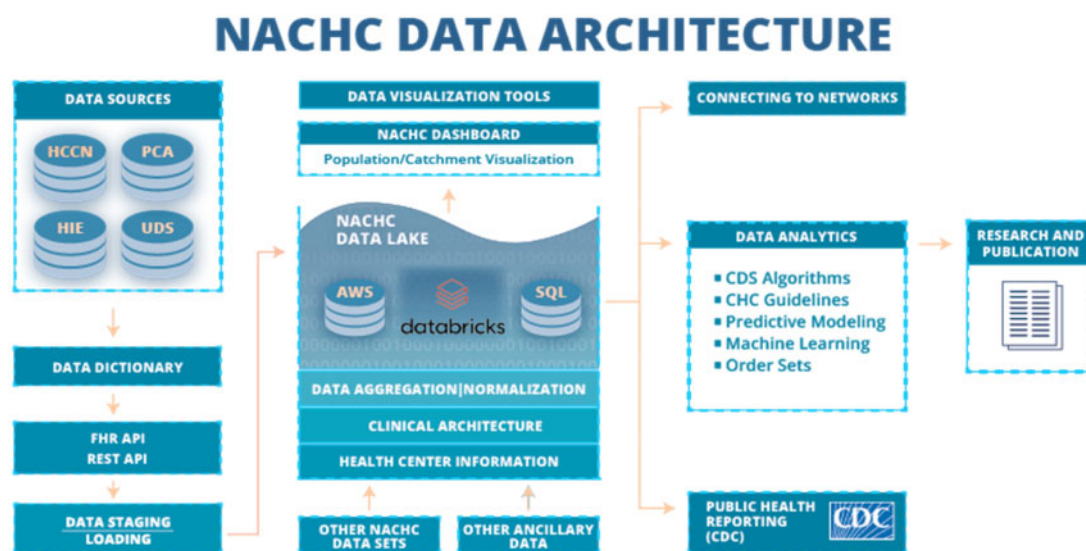 NACHC DATA ARCHITECTURE
DATA SOURCES
HCCN
PCA
HIE
UDS
DATA DICTIONARY
FHR API
REST API
DATA STAGING
LOADING
DATA VISUALIZATION TOOLS
NACHC DASHBOARD
Population/Catchment Visualization
NACHC
DATA LAKE
AWS
databricks
SQL
DATA AGGREGATION|NORMALIZATION
CLINICAL ARCHITECTURE
HEALTH CENTER INFORMATION
OTHER NACHC
DATA SETS
OTHER ANCILLARY
DATA
CONNECTING TO NETWORKS
DATA ANALYTICS
▪ CDS Algorithms
▪ CHC Guidelines
▪ Predictive Modeling
▪ Machine Learning
▪ Order Sets
RESEARCH AND
PUBLICATION
PUBLIC HEALTH
REPORTING
(CDC)
CDC